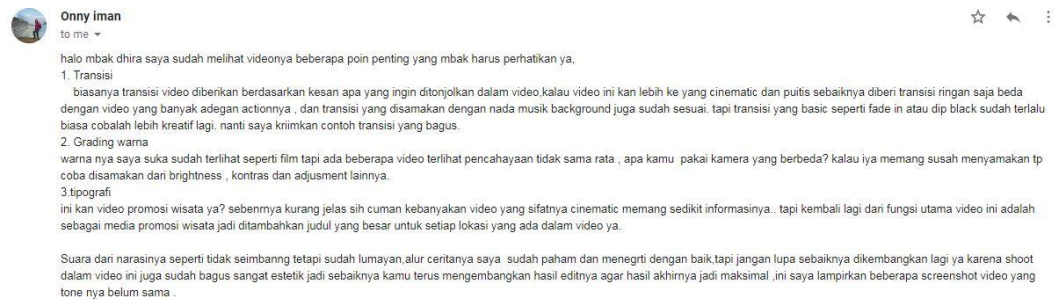 Onny iman
to me
halo mbak dhira saya sudah melihat videonya beberapa poin penting yang mbak harus perhatikan ya,
1. Transisi
biasanya transisi video diberikan berdasarkan kesan apa yang ingin ditonjolkan dalam video,kalau video ini kan lebih ke yang cinematic dan puitis sebaiknya diberi transisi ringan saja beda
dengan video yang banyak adegan actionnya , dan transisi yang disamakan dengan nada musik background juga sudah sesuai. tapi transisi yang basic seperti fade in atau dip black sudah terlalu
biasa cobalah lebih kreatif lagi. nanti saya kriimkan contoh transisi yang bagus.
2. Grading warna
warna nya saya suka sudah terlihat seperti film tapi ada beberapa video terlihat pencahayaan tidak sama rata , apa kamu pakai kamera yang berbeda? kalau iya memang susah menyamakan tp
coba disamakan dari brightness , kontras dan adjusment lainnya.
3.tipografi
ini kan video promosi wisata ya? sebenrnya kurang jelas sih cuman kebanyakan video yang sifatnya cinematic memang sedikit informasinya.. tapi kembali lagi dari fungsi utama video ini adalah
sebagai media promosi wisata jadi ditambahkan judul yang besar untuk setiap lokasi yang ada dalam video ya.
Suara dari narasinya seperti tidak seimbanng tetapi sudah lumayan,alur ceritanya saya sudah paham dan menegrti dengan baik,tapi jangan lupa sebaiknya dikembangkan lagi ya karena shoot
dalam video ini juga sudah bagus sangat estetik jadi sebaiknya kamu terus mengembangkan hasil editnya agar hasil akhirnya jadi maksimal ,ini saya lampirkan beberapa screenshot video yang
tone nya belum sama .